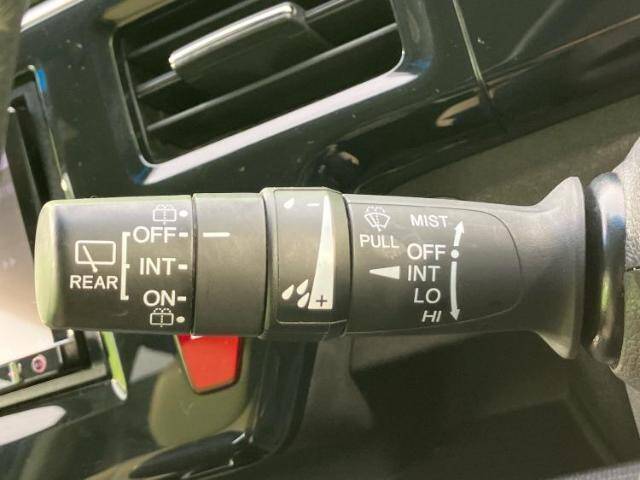 REAR
OFF
INT
ON
- 
+
PULL
MIST
OFF
INT
LO
HI